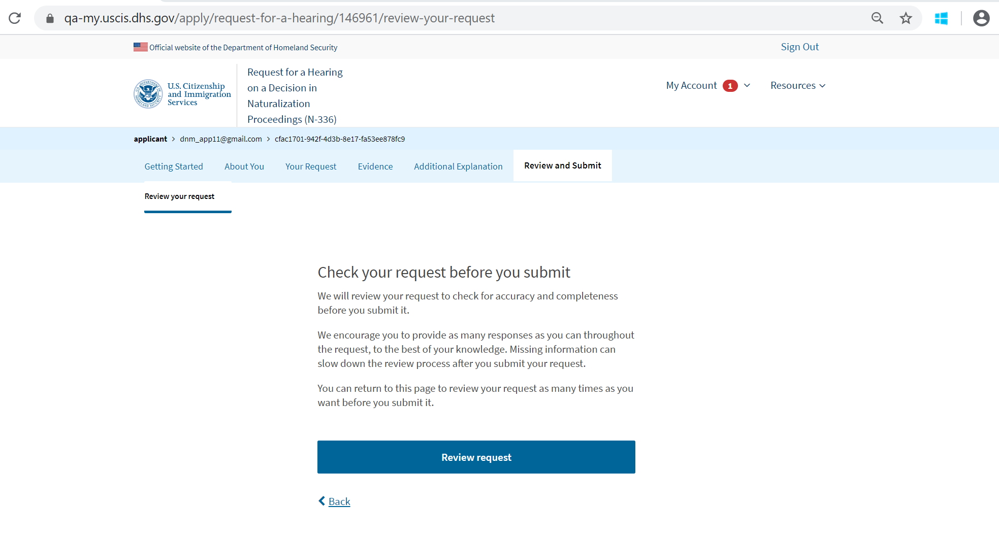 qa-my.uscis.dhs.gov/apply/request-for-a-hearing/146961/review-your-request
Official website of the Department of Homeland Security
Sign Out
U.S. Citizenship
and Immigration
Services
Request for a Hearing
on a Decision in
Naturalization
Proceedings (N-336)
My Account 1
Resources
applicant > dnm_app11@gmail.com > cfac1701-942f-4d3b-8e17-fa53ee878fc9
Getting Started
About You
Your Request
Evidence
Additional Explanation
Review and Submit
Review your request
Check your request before you submit
We will review your request to check for accuracy and completeness
before you submit it.
We encourage you to provide as many responses as you can throughout
the request, to the best of your knowledge. Missing information can
slow down the review process after you submit your request.
You can return to this page to review your request as many times as you
want before you submit it.
Review request
Back